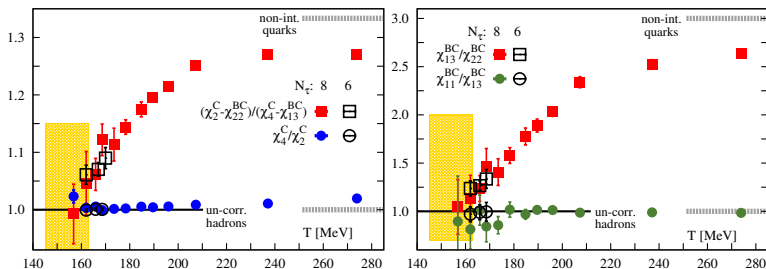 non-int.
quarks
N_τ: 8 6
(χ_2^C-χ_22^BC)/(χ_4^C-χ_13^BC)
χ_4^C/χ_2^C
un-corr.
hadrons
T [MeV]
1.3
1.2
1.1
1.0
140 160 180 200 220 240 260 280
non-int.
quarks
N_τ: 8 6
χ_13^BC/χ_22^BC
χ_11^BC/χ_13^BC
un-corr.
hadrons
T [MeV]
3.0
2.5
2.0
1.5
1.0
0.5
140 160 180 200 220 240 260 280